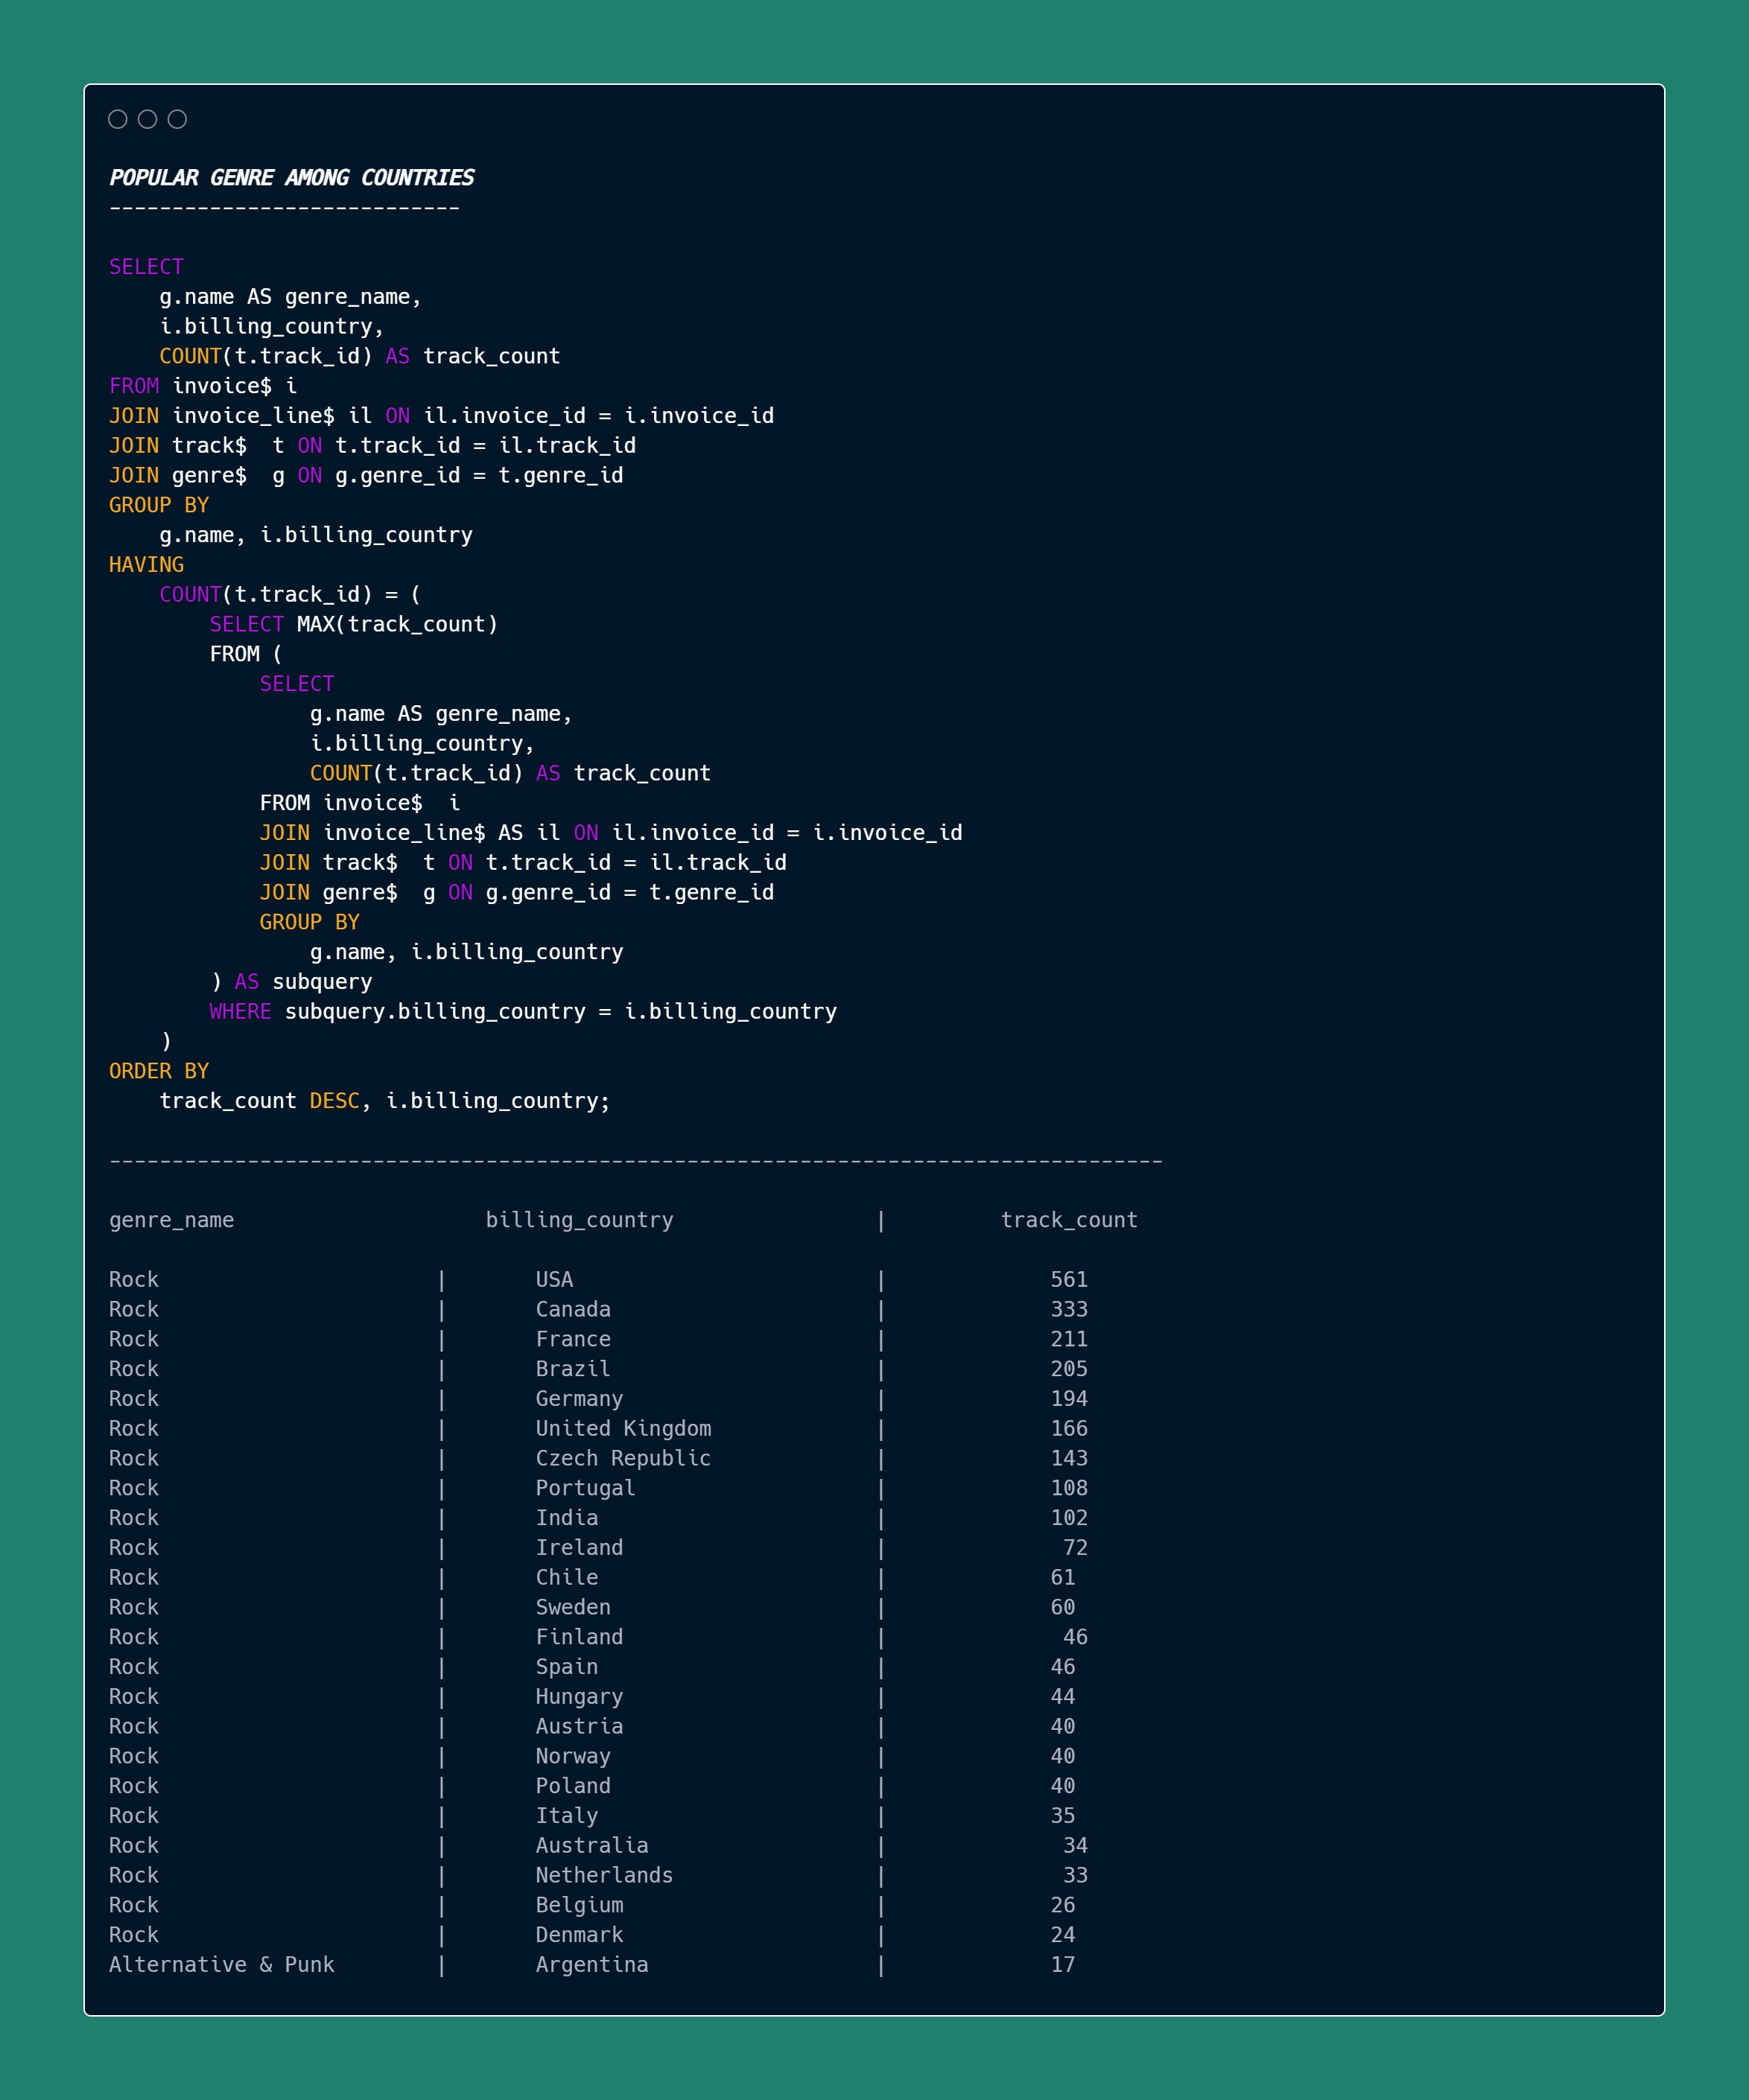 POPULAR GENRE AMONG COUNTRIES
----------------------------
SELECT
    g.name AS genre_name,
    i.billing_country,
    COUNT(t.track_id) AS track_count
FROM invoice$ i
JOIN invoice_line$ il ON il.invoice_id = i.invoice_id
JOIN track$  t ON t.track_id = il.track_id
JOIN genre$  g ON g.genre_id = t.genre_id
GROUP BY
    g.name, i.billing_country
HAVING
    COUNT(t.track_id) = (
        SELECT MAX(track_count)
        FROM (
            SELECT
                g.name AS genre_name,
                i.billing_country,
                COUNT(t.track_id) AS track_count
            FROM invoice$  i
            JOIN invoice_line$ AS il ON il.invoice_id = i.invoice_id
            JOIN track$  t ON t.track_id = il.track_id
            JOIN genre$  g ON g.genre_id = t.genre_id
            GROUP BY
                g.name, i.billing_country
        ) AS subquery
        WHERE subquery.billing_country = i.billing_country
    )
ORDER BY
    track_count DESC, i.billing_country;
------------------------------------------------------------------------------------
genre_name                    billing_country                |         track_count
Rock                      |       USA                        |             561
Rock                      |       Canada                     |             333
Rock                      |       France                     |             211
Rock                      |       Brazil                     |             205
Rock                      |       Germany                    |             194
Rock                      |       United Kingdom             |             166
Rock                      |       Czech Republic             |             143
Rock                      |       Portugal                   |             108
Rock                      |       India                      |             102
Rock                      |       Ireland                    |              72
Rock                      |       Chile                      |             61
Rock                      |       Sweden                     |             60
Rock                      |       Finland                    |              46
Rock                      |       Spain                      |             46
Rock                      |       Hungary                    |             44
Rock                      |       Austria                    |             40
Rock                      |       Norway                     |             40
Rock                      |       Poland                     |             40
Rock                      |       Italy                      |             35
Rock                      |       Australia                  |              34
Rock                      |       Netherlands                |              33
Rock                      |       Belgium                    |             26
Rock                      |       Denmark                    |             24
Alternative & Punk        |       Argentina                  |             17